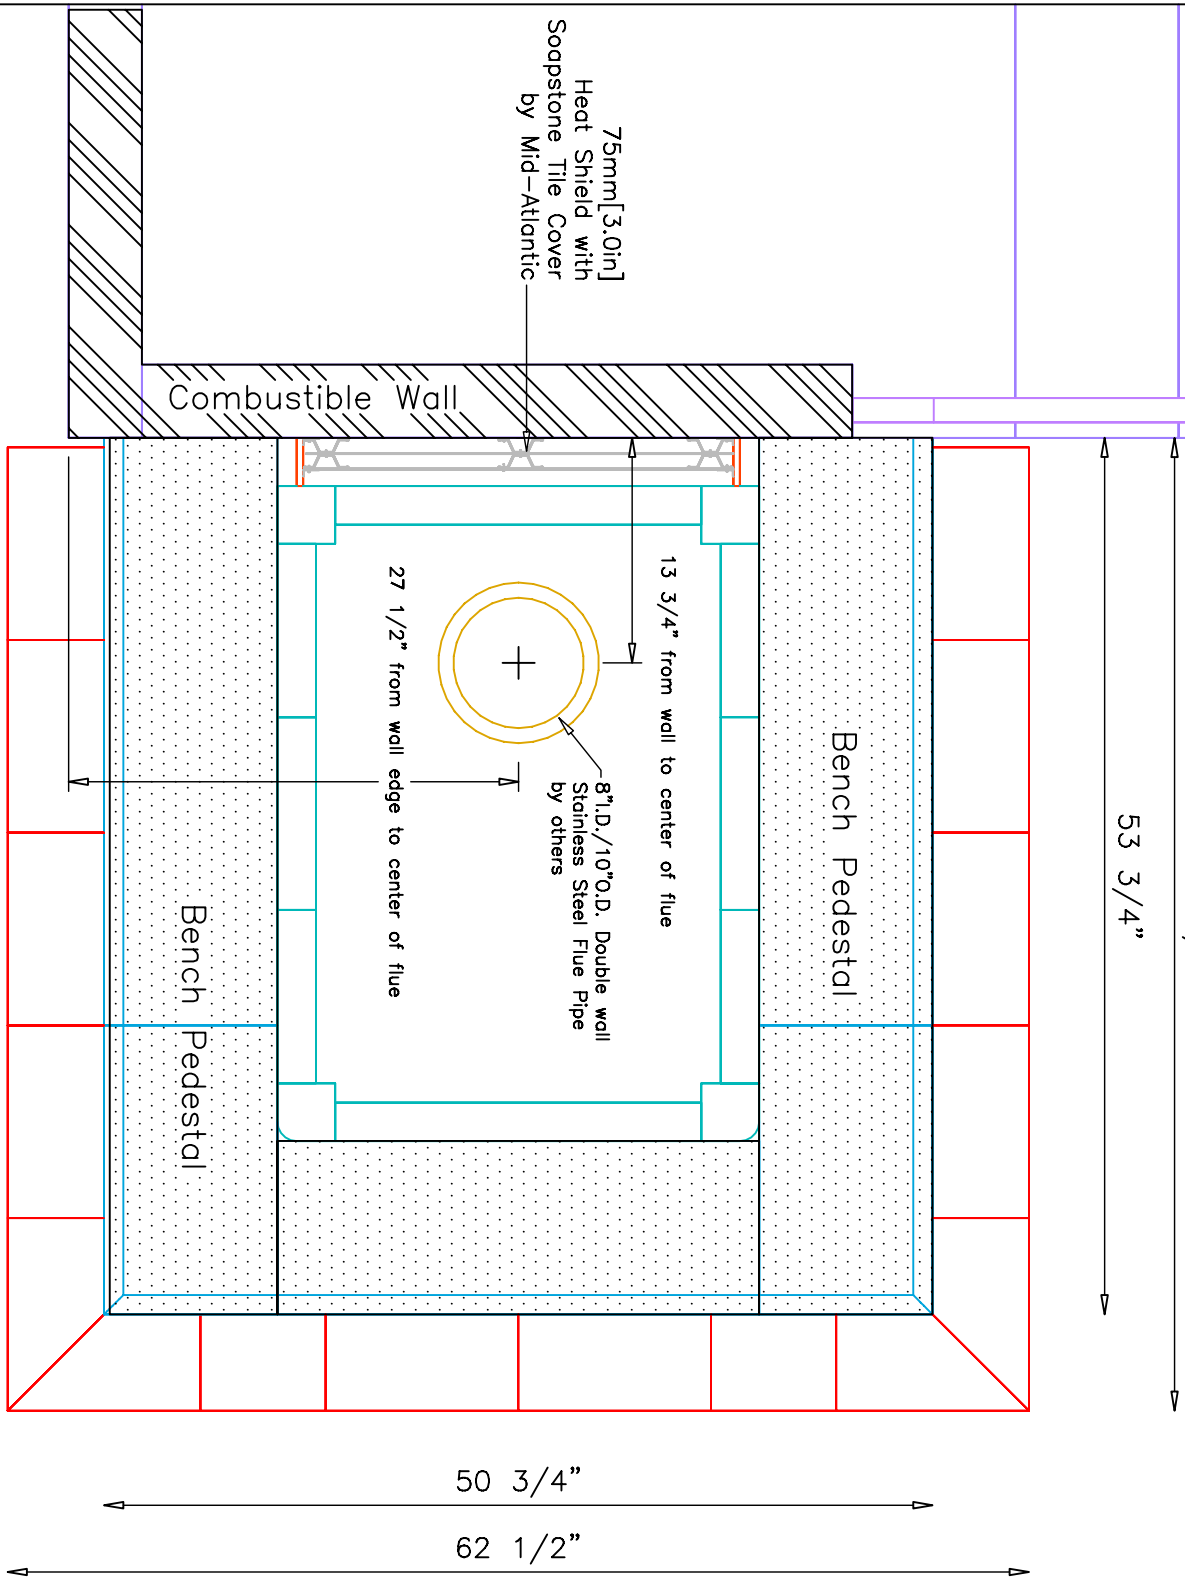 75mm[3.0in]
Heat Shield with
Soapstone Tile Cover
by Mid-Atlantic
Combustible Wall
13 3/4" from wall to center of flue
27 1/2" from wall edge to center of flue
8"I.D./10"O.D. Double wall
Stainless Steel Flue Pipe
by others
Bench Pedestal
Bench Pedestal
53 3/4"
50 3/4"
62 1/2"